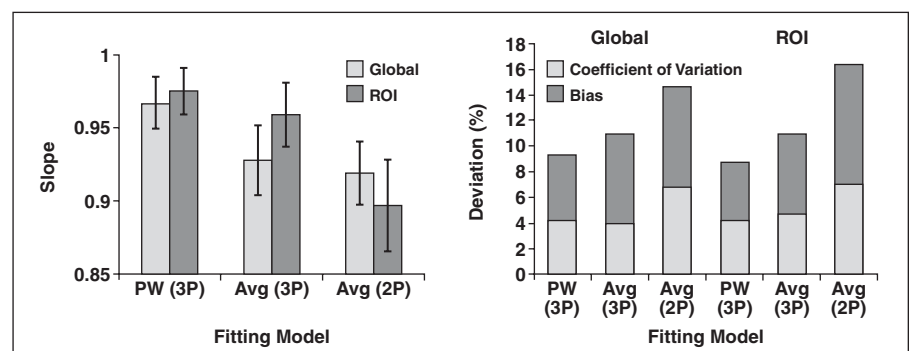 1
0.95
0.9
0.85
Slope
Global
ROI
PW (3P) Avg (3P) Avg (2P)
Fitting Model
18
16
14
12
10
8
6
4
2
0
Deviation (%)
Global ROI
Coefficient of Variation
Bias
PW Avg Avg PW Avg Avg
(3P) (3P) (2P) (3P) (3P) (2P)
Fitting Model